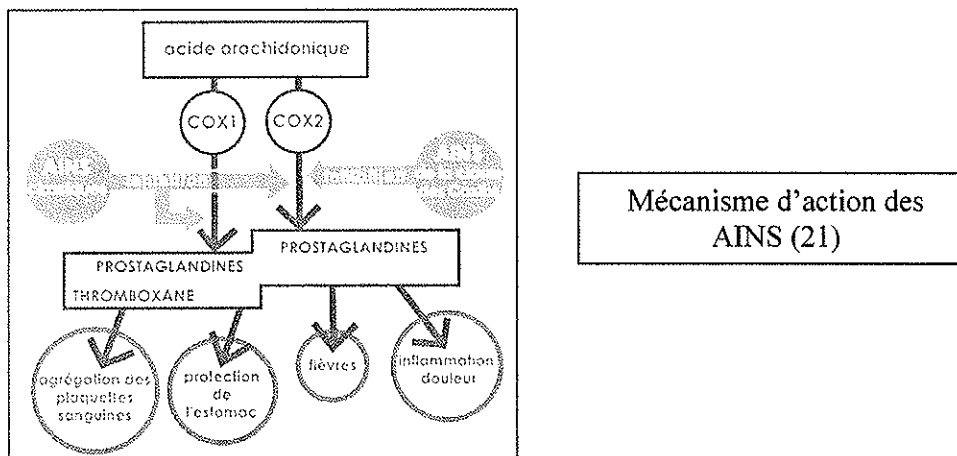 acide arachidonique
COX1
COX2
AINS
PROSTAGLANDINES
PROSTAGLANDINES
THROMBOXANE
agrégation des
plaquettes
sanguines
protection
de
l'estomac
fièvres
inflammation
douleur
Mécanisme d'action des
AINS (21)